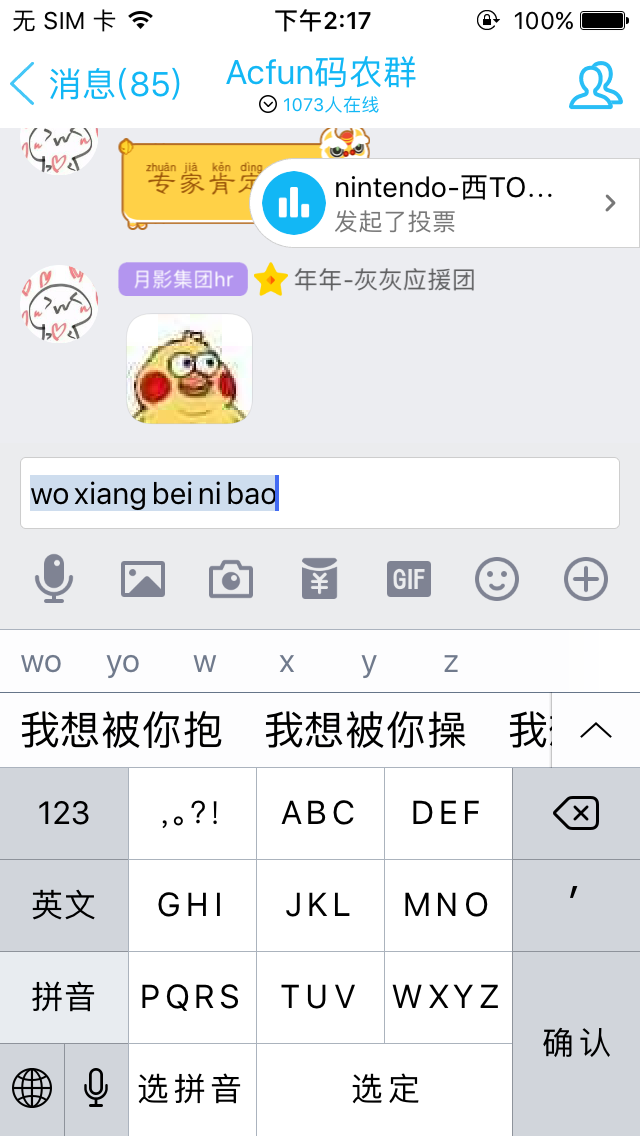 无 SIM 卡 下午2:17 100%
消息(85) Acfun码农群
1073人在线
zhuān jiā kěn dìng
专家肯定
nintendo-西TO...
发起了投票
月影集团hr 年年-灰灰应援团
wo xiang bei ni bao
¥ GIF
wo yo w x y z
我想被你抱 我想被你操 我
123 ,。?! ABC DEF
英文 GHI JKL MNO ′
拼音 PQRS TUV WXYZ
确认
选拼音 选定